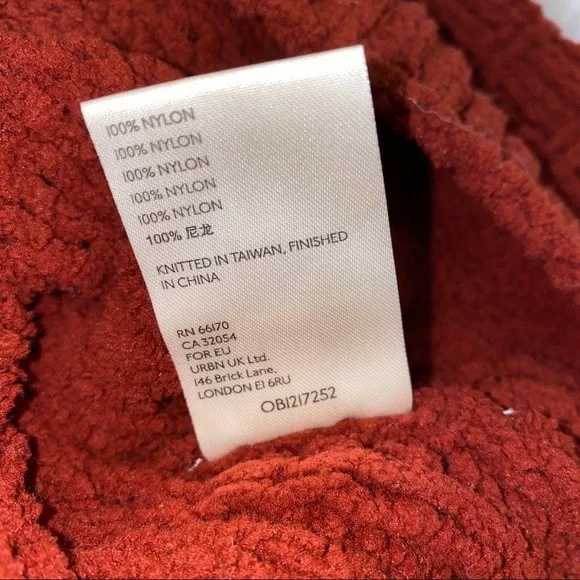 100% NYLON
100% NYLON
100% NYLON
100% NYLON
100% NYLON
100% 尼龙
KNITTED IN TAIWAN, FINISHED
IN CHINA
RN 66170
CA 32054
FOR EU
URBN UK Ltd.
146 Brick Lane,
LONDON E1 6RU
OB1217252